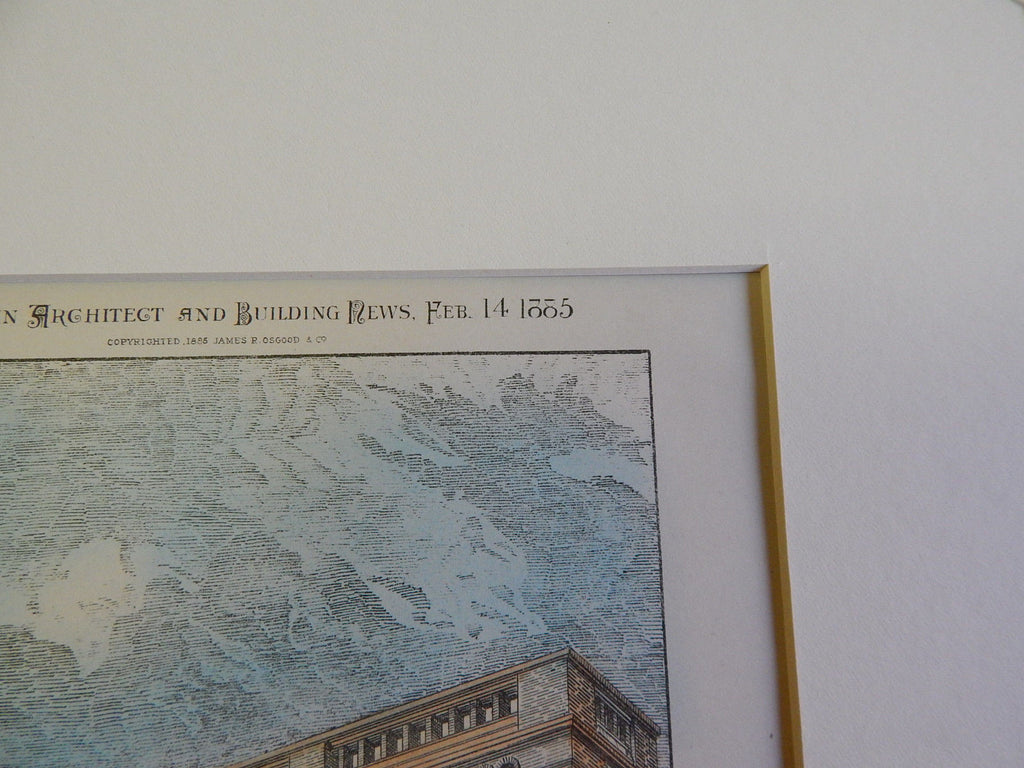 N ARCHITECT AND BUILDING NEWS, FEB. 14 1885
COPYRIGHTED, 1885 JAMES R. OSGOOD & CO